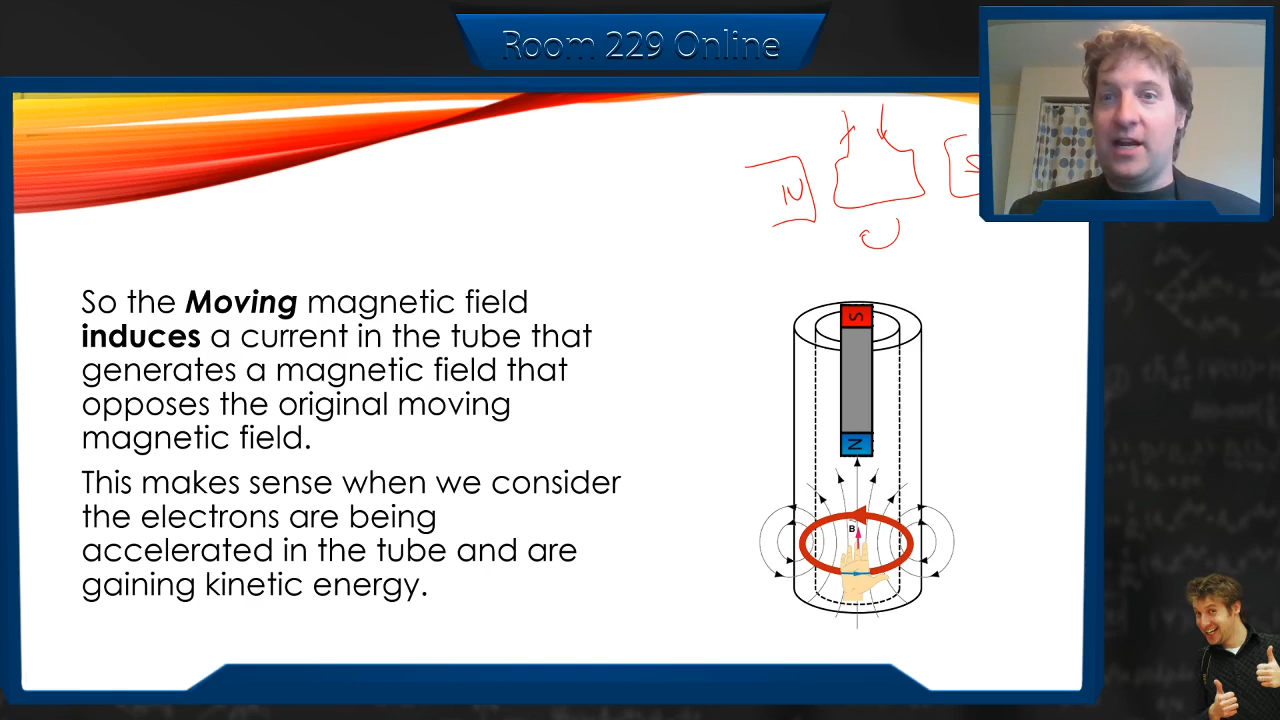 Room 229 Online
N
S
So the Moving magnetic field
induces a current in the tube that
generates a magnetic field that
opposes the original moving
magnetic field.
This makes sense when we consider
the electrons are being
accelerated in the tube and are
gaining kinetic energy.
S
N
B